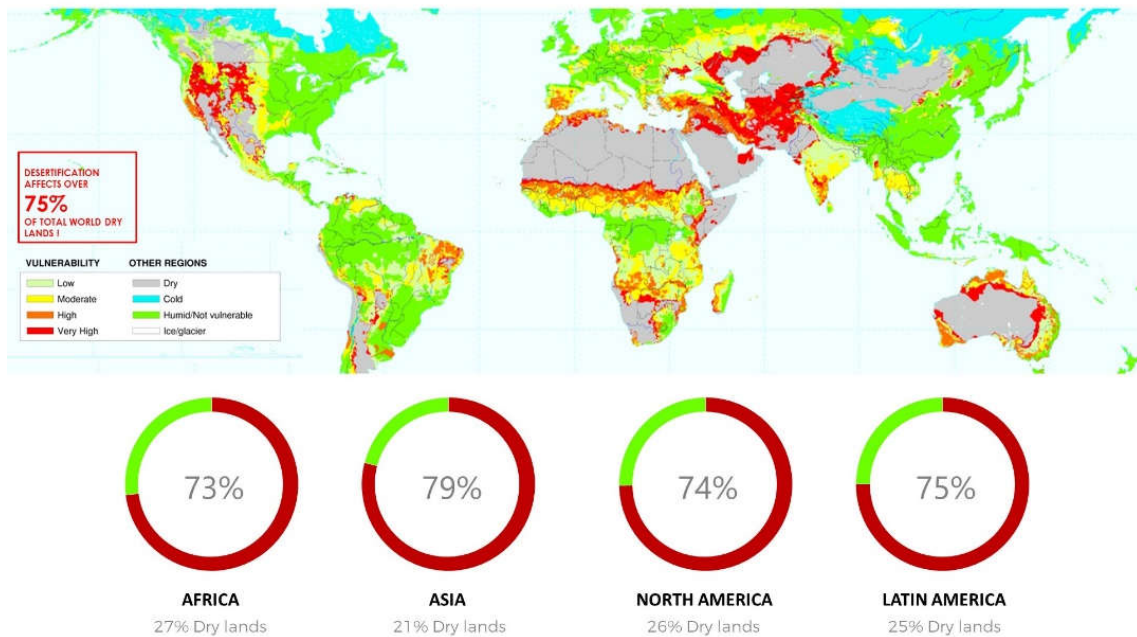 DESERTIFICATION
AFFECTS OVER
75%
OF TOTAL WORLD DRY
LANDS !
VULNERABILITY
OTHER REGIONS
Low
Dry
Moderate
Cold
High
Humid/Not vulnerable
Very High
Ice/glacier
73%
79%
74%
75%
AFRICA
ASIA
NORTH AMERICA
LATIN AMERICA
27% Dry lands
21% Dry lands
26% Dry lands
25% Dry lands